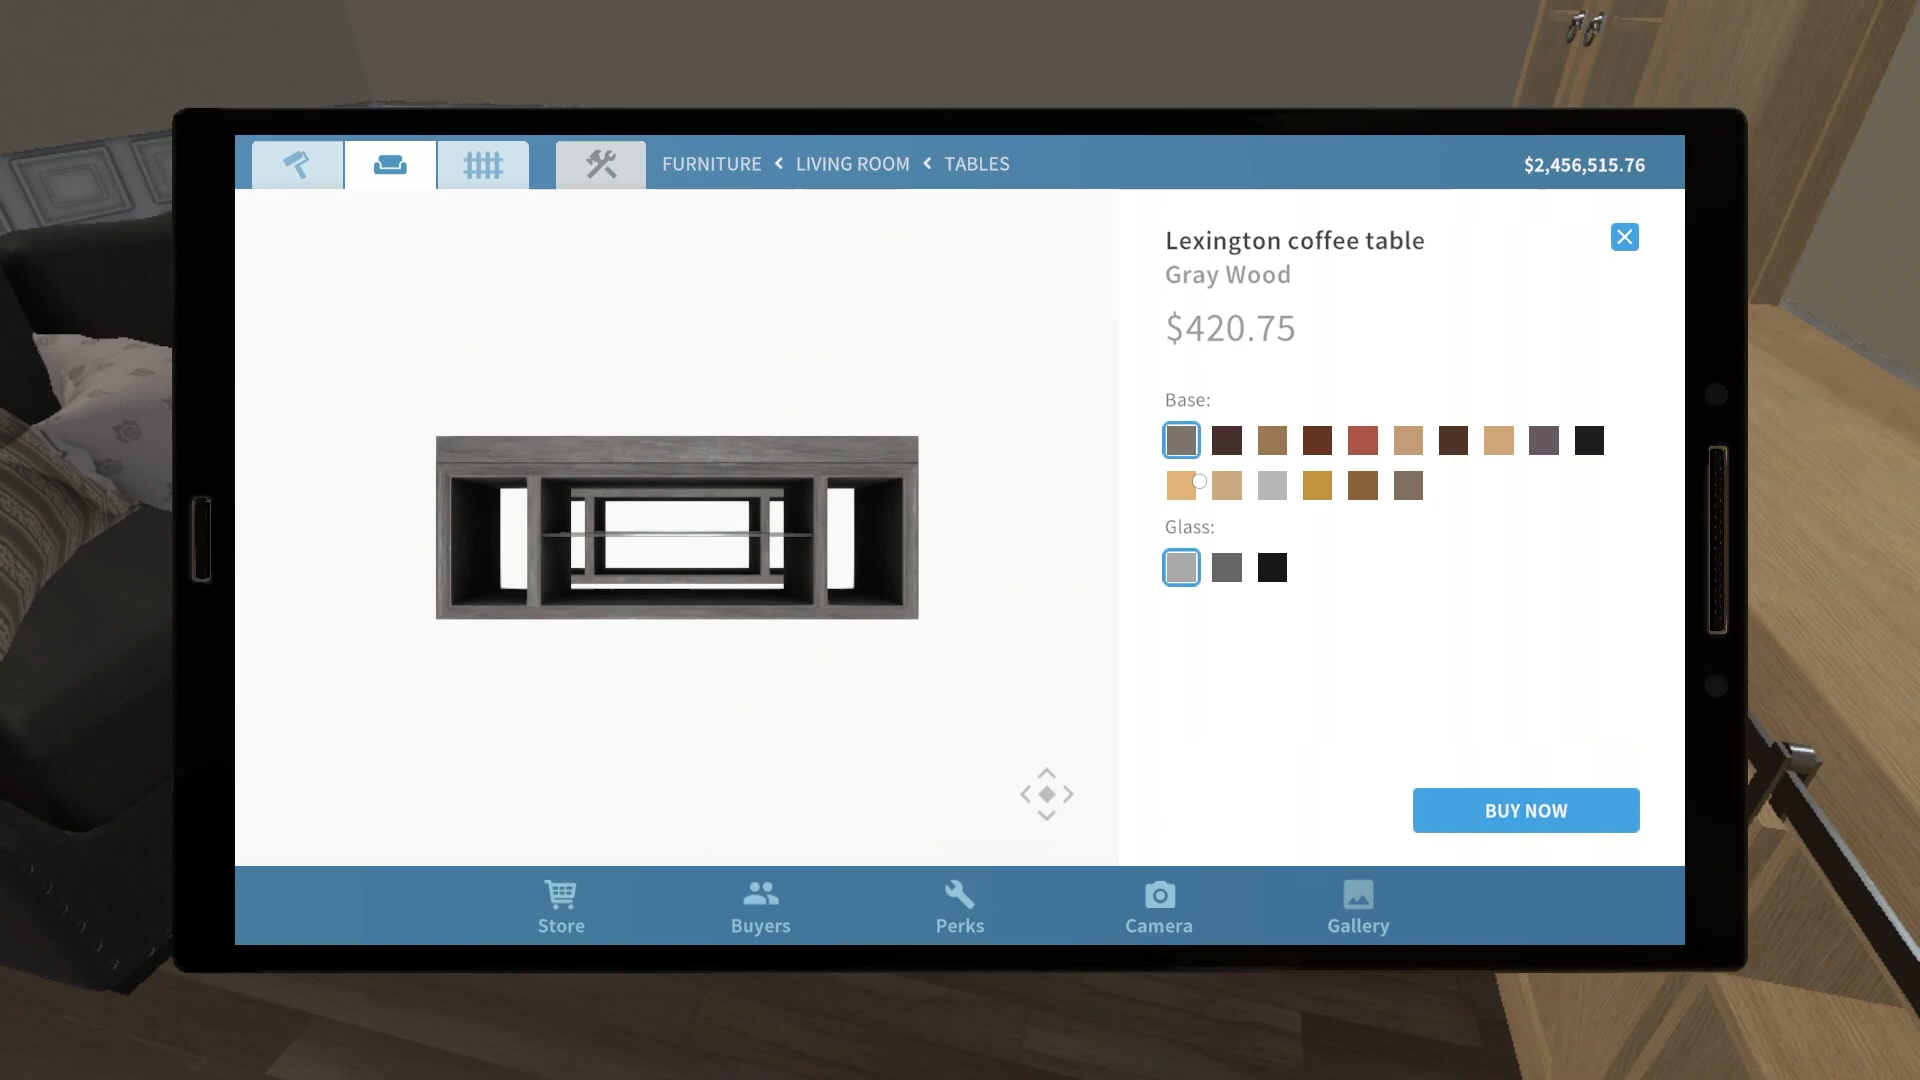 FURNITURE < LIVING ROOM < TABLES
$2,456,515.76
Lexington coffee table
Gray Wood
$420.75
Base:
Glass:
BUY NOW
Store
Buyers
Perks
Camera
Gallery